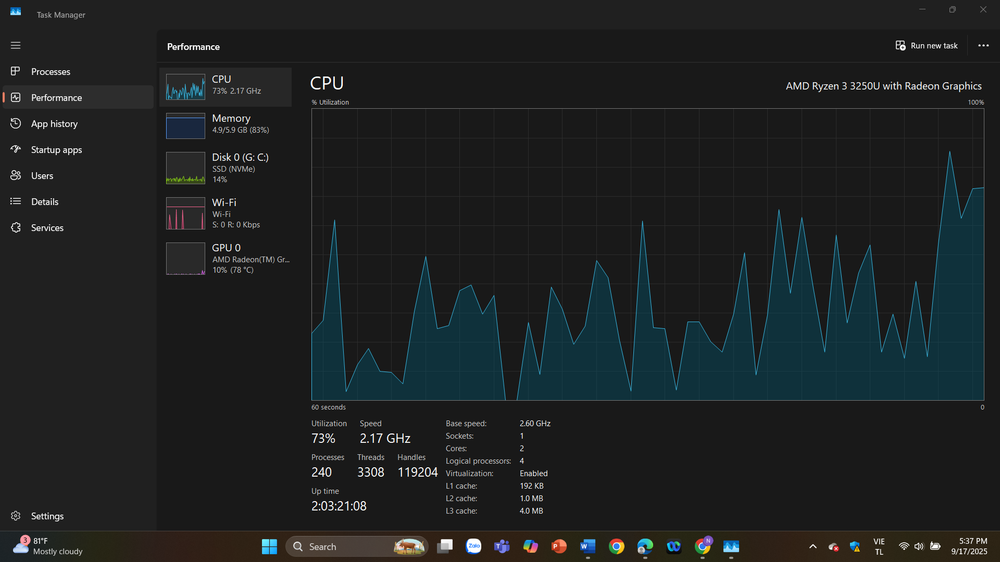 Task Manager
Processes
Performance
App history
Startup apps
Users
Details
Services
Settings
Performance
Run new task
CPU
73% 2.17 GHz
Memory
4.9/5.9 GB (83%)
Disk 0 (G: C:)
SSD (NVMe)
14%
Wi-Fi
Wi-Fi
S: 0 R: 0 Kbps
GPU 0
AMD Radeon(TM) Gr...
10% (78 °C)
CPU
AMD Ryzen 3 3250U with Radeon Graphics
% Utilization
100%
60 seconds
0
Utilization
Speed
73%
2.17 GHz
Processes
Threads
Handles
240
3308
119204
Up time
2:03:21:08
Base speed: 2.60 GHz
Sockets: 1
Cores: 2
Logical processors: 4
Virtualization: Enabled
L1 cache: 192 KB
L2 cache: 1.0 MB
L3 cache: 4.0 MB
3
81°F
Mostly cloudy
Search
Zalo
T
P
W
N
VIE
TL
5:37 PM
9/17/2025